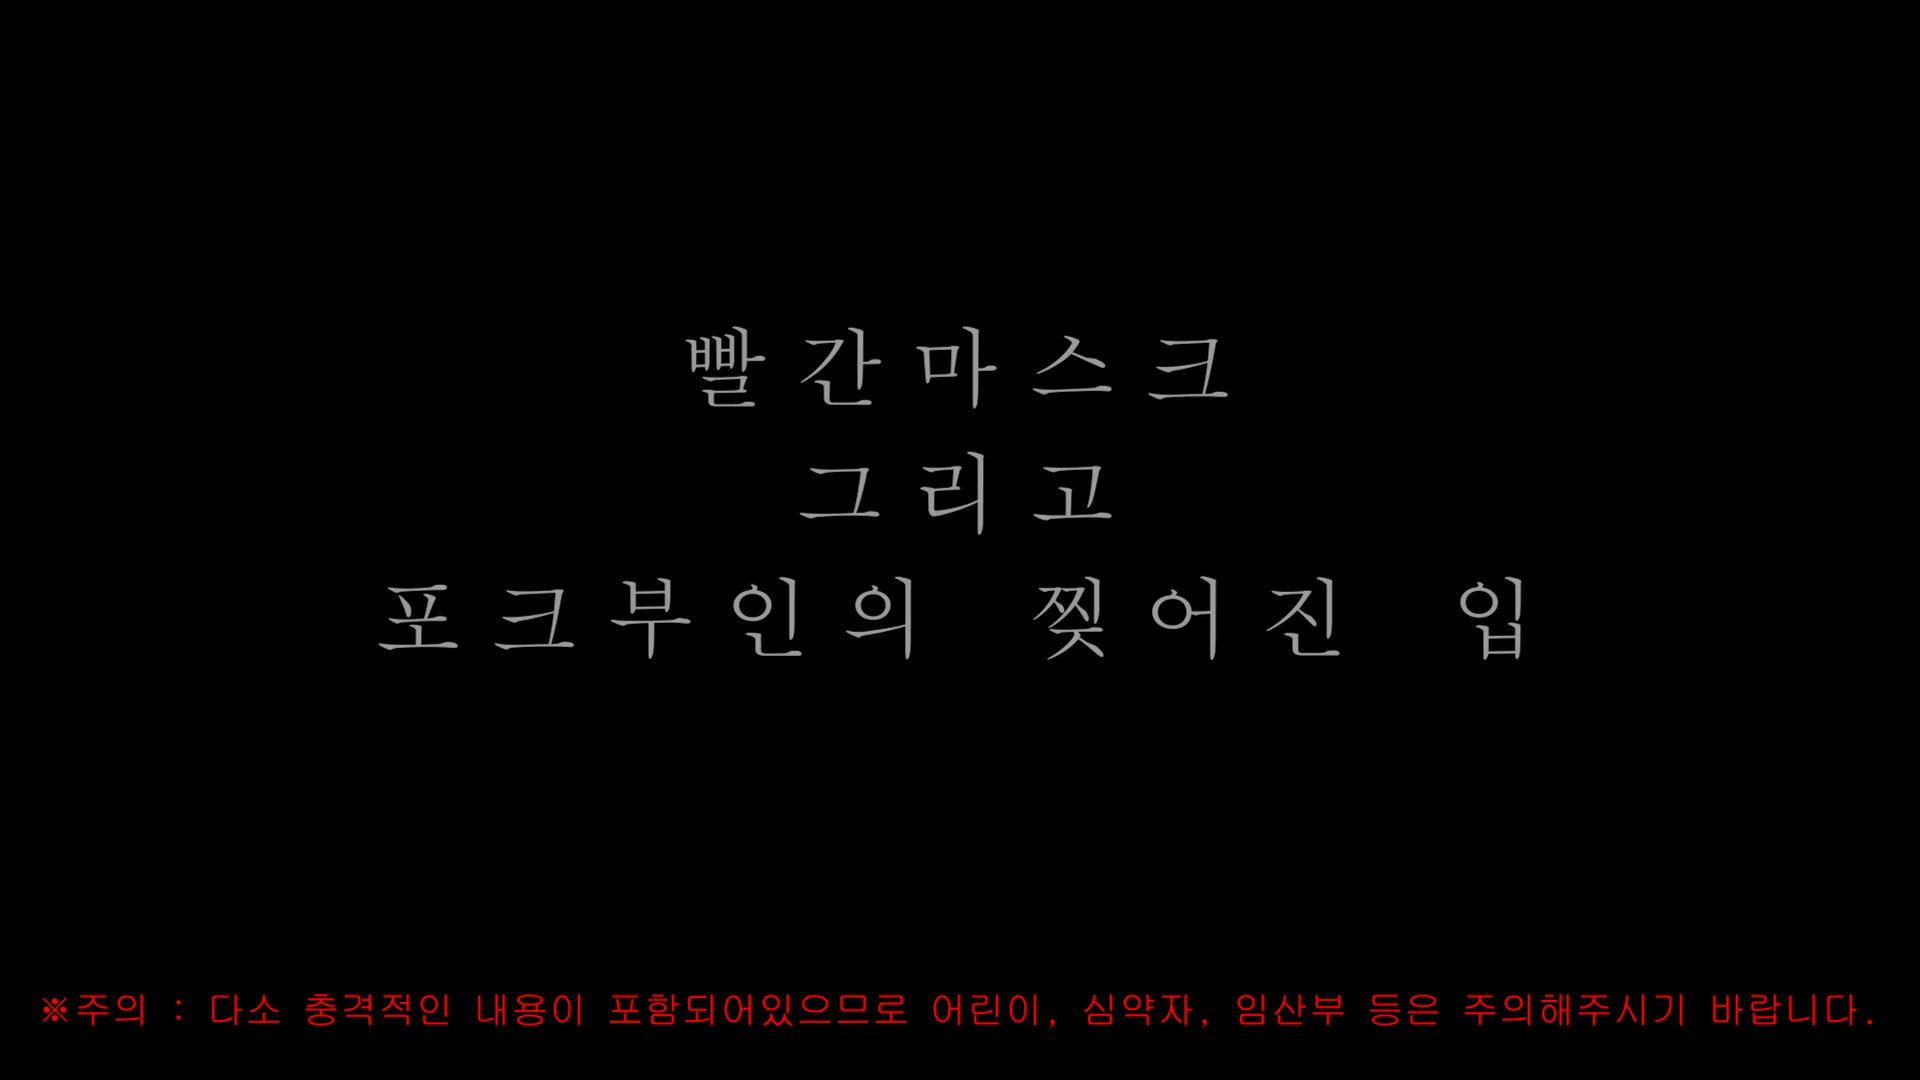 빨간마스크
그리고
포크부인의 찢어진 입
※주의 : 다소 충격적인 내용이 포함되어있으므로 어린이, 심약자, 임산부 등은 주의해주시기 바랍니다.